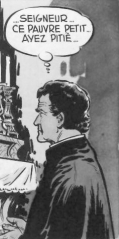 ...SEIGNEUR...
CE PAUVRE PETIT...
AYEZ PITIÉ...